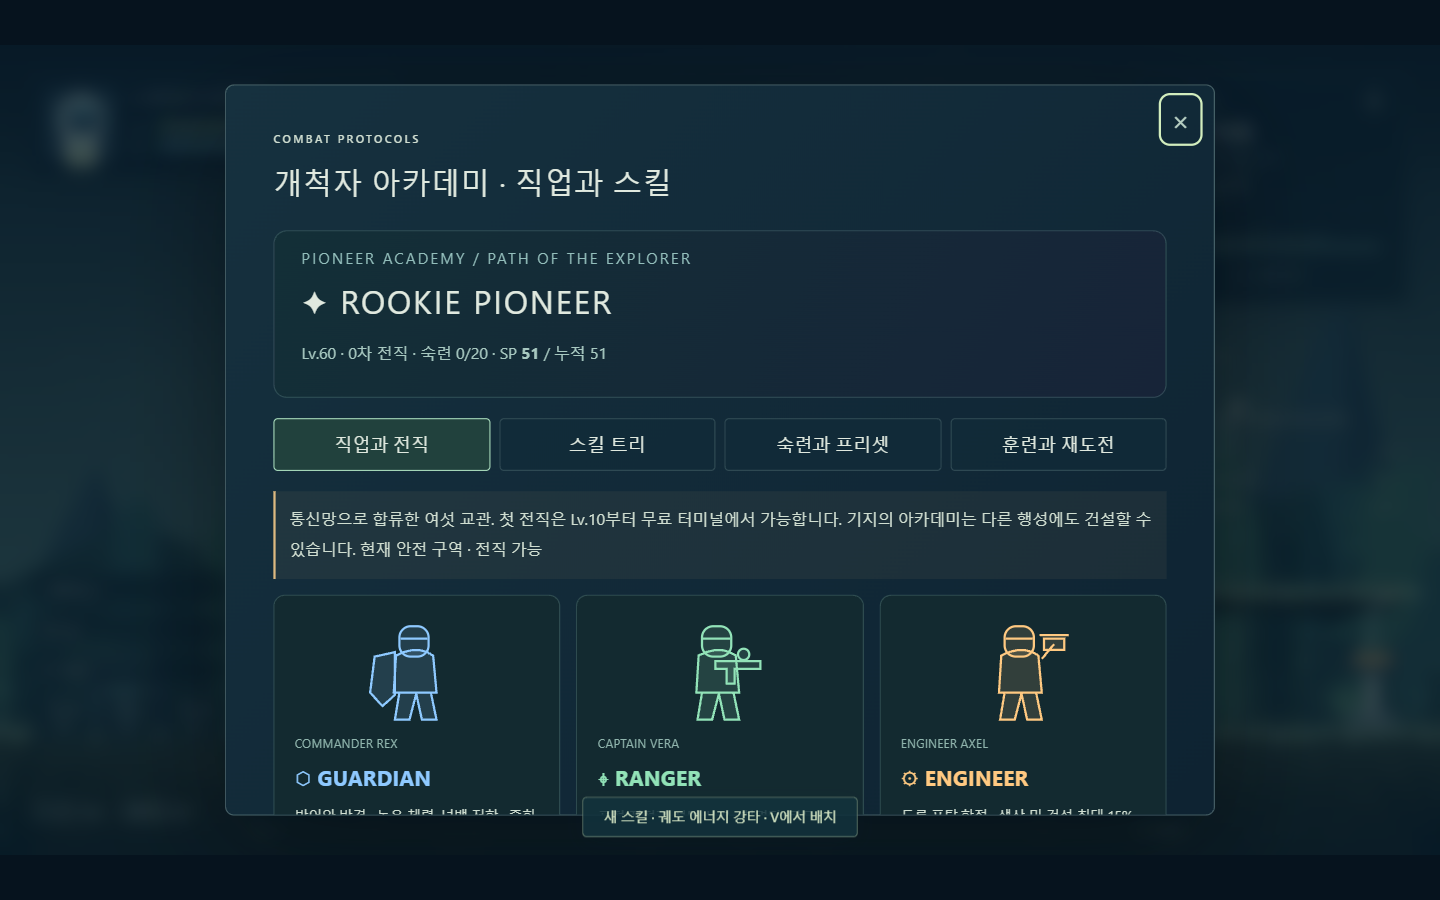 COMBAT PROTOCOLS
개척자 아카데미 · 직업과 스킬
×
PIONEER ACADEMY / PATH OF THE EXPLORER
✦ ROOKIE PIONEER
Lv.60 · 0차 전직 · 숙련 0/20 · SP 51 / 누적 51
직업과 전직
스킬 트리
숙련과 프리셋
훈련과 재도전
통신망으로 합류한 여섯 교관. 첫 전직은 Lv.10부터 무료 터미널에서 가능합니다. 기지의 아카데미는 다른 행성에도 건설할 수
있습니다. 현재 안전 구역 · 전직 가능
COMMANDER REX
GUARDIAN
CAPTAIN VERA
RANGER
ENGINEER AXEL
ENGINEER
새 스킬 · 궤도 에너지 강타 · V에서 배치